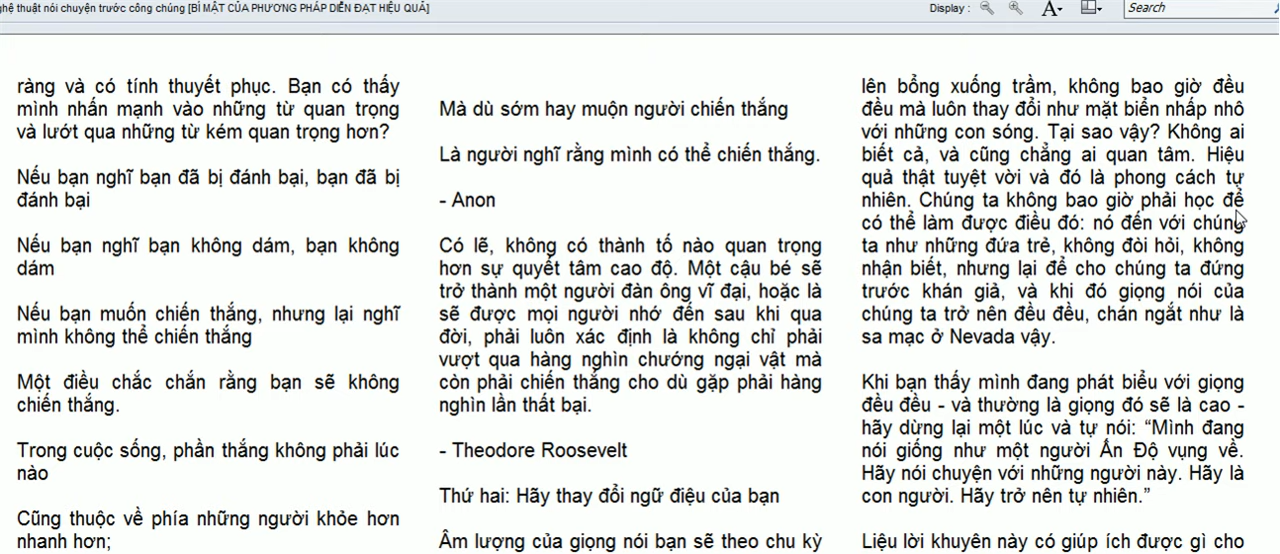 hệ thuật nói chuyện trước công chúng [BÍ MẬT CỦA PHƯƠNG PHÁP DIỄN ĐẠT HIỆU QUẢ]
Display :
A
Search
ràng và có tính thuyết phục. Bạn có thấy
mình nhấn mạnh vào những từ quan trọng
và lướt qua những từ kém quan trọng hơn?
Nếu bạn nghĩ bạn đã bị đánh bại, bạn đã bị
đánh bại
Nếu bạn nghĩ bạn không dám, bạn không
dám
Nếu bạn muốn chiến thắng, nhưng lại nghĩ
mình không thể chiến thắng
Một điều chắc chắn rằng bạn sẽ không
chiến thắng.
Trong cuộc sống, phần thắng không phải lúc
nào
Cũng thuộc về phía những người khỏe hơn
nhanh hơn;
Mà dù sớm hay muộn người chiến thắng
Là người nghĩ rằng mình có thể chiến thắng.
- Anon
Có lẽ, không có thành tố nào quan trọng
hơn sự quyết tâm cao độ. Một cậu bé sẽ
trở thành một người đàn ông vĩ đại, hoặc là
sẽ được mọi người nhớ đến sau khi qua
đời, phải luôn xác định là không chỉ phải
vượt qua hàng nghìn chướng ngại vật mà
còn phải chiến thắng cho dù gặp phải hàng
nghìn lần thất bại.
- Theodore Roosevelt
Thứ hai: Hãy thay đổi ngữ điệu của bạn
Âm lượng của giọng nói bạn sẽ theo chu kỳ
lên bổng xuống trầm, không bao giờ đều
đều mà luôn thay đổi như mặt biển nhấp nhô
với những con sóng. Tại sao vậy? Không ai
biết cả, và cũng chẳng ai quan tâm. Hiệu
quả thật tuyệt vời và đó là phong cách tự
nhiên. Chúng ta không bao giờ phải học để
có thể làm được điều đó: nó đến với chúng
ta như những đứa trẻ, không đòi hỏi, không
nhận biết, nhưng lại để cho chúng ta đứng
trước khán giả, và khi đó giọng nói của
chúng ta trở nên đều đều, chán ngắt như là
sa mạc ở Nevada vậy.
Khi bạn thấy mình đang phát biểu với giọng
đều đều - và thường là giọng đó sẽ là cao -
hãy dừng lại một lúc và tự nói: “Mình đang
nói giống như một người Ấn Độ vụng về.
Hãy nói chuyện với những người này. Hãy là
con người. Hãy trở nên tự nhiên.”
Liệu lời khuyên này có giúp ích được gì cho